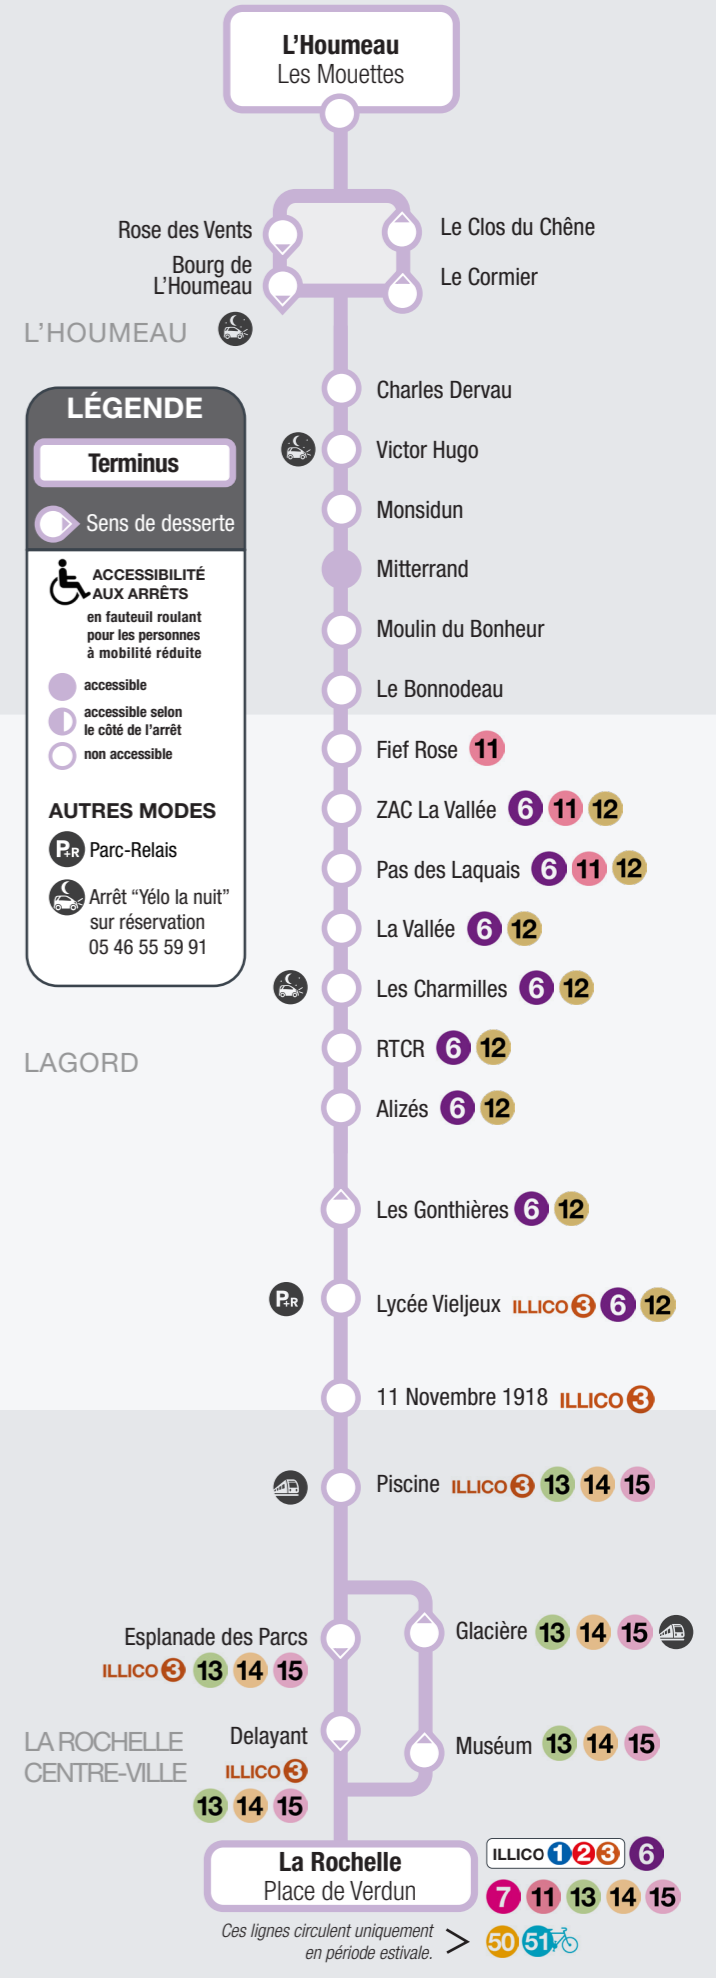 L'Houmeau
Les Mouettes
Rose des Vents
Le Clos du Chêne
Bourg de
L'Houmeau
Le Cormier
L'HOUMEAU
Charles Dervau
Victor Hugo
Monsidun
Mitterrand
Moulin du Bonheur
Le Bonnodeau
LÉGENDE
Terminus
Sens de desserte
ACCESSIBILITÉ
AUX ARRÊTS
en fauteuil roulant
pour les personnes
à mobilité réduite
accessible
accessible selon
le côté de l'arrêt
non accessible
AUTRES MODES
P+R Parc-Relais
Arrêt "Yélo la nuit"
sur réservation
05 46 55 59 91
Fief Rose 11
ZAC La Vallée 6 11 12
Pas des Laquais 6 11 12
La Vallée 6 12
Les Charmilles 6 12
RTCR 6 12
LAGORD
Alizés 6 12
Les Gonthières 6 12
P+R Lycée Vieljeux ILLICO 3 6 12
11 Novembre 1918 ILLICO 3
Piscine ILLICO 3 13 14 15
Esplanade des Parcs
ILLICO 3 13 14 15
Glacière 13 14 15
LA ROCHELLE
CENTRE-VILLE
Delayant
ILLICO 3
13 14 15
Muséum 13 14 15
La Rochelle
Place de Verdun
ILLICO 1 2 3 6
7 11 13 14 15
Ces lignes circulent uniquement
en période estivale. > 50 51